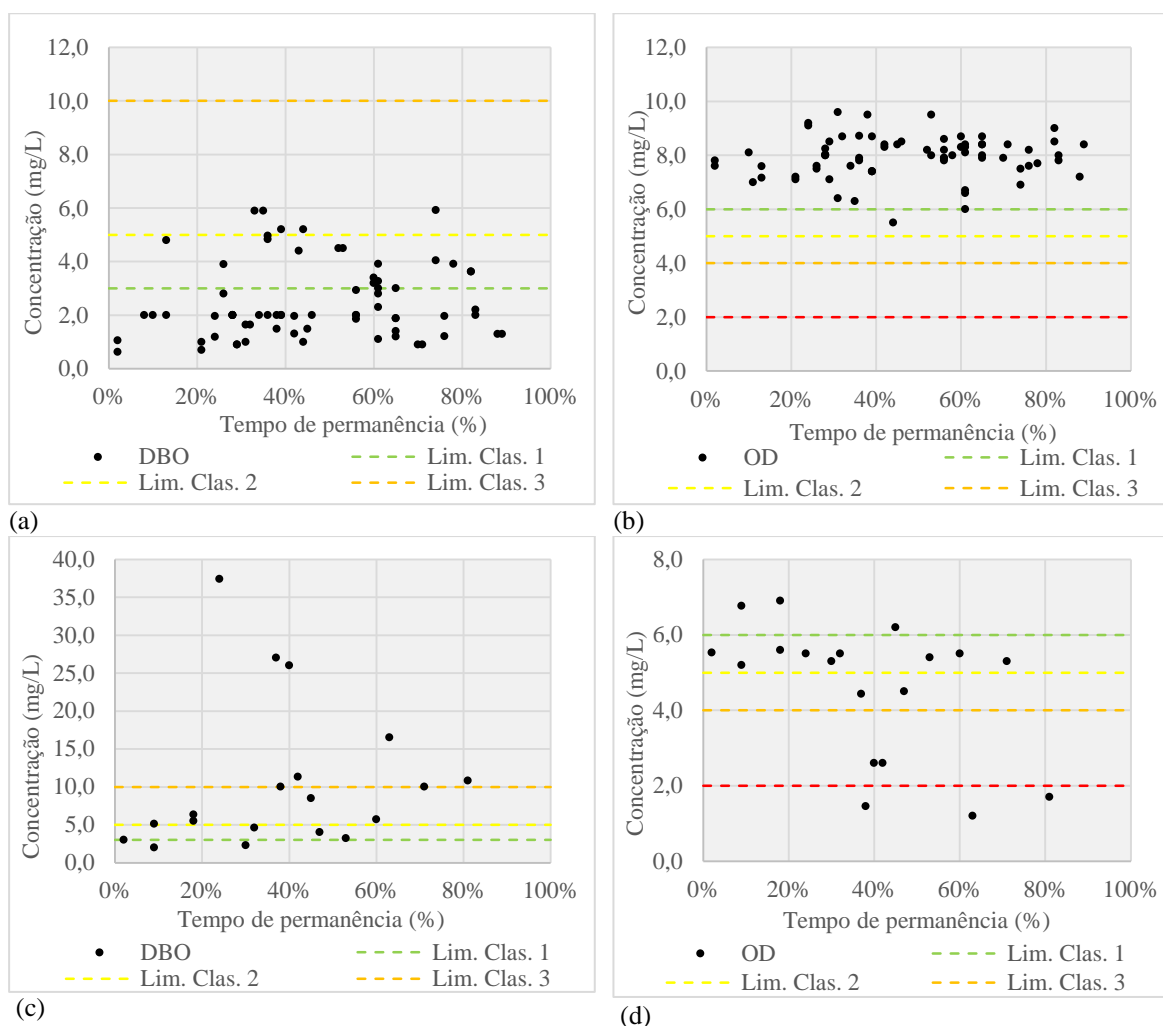 12,0
10,0
8,0
6,0
4,0
2,0
0,0
Concentração (mg/L)
0% 20% 40% 60% 80% 100%
Tempo de permanência (%)
DBO Lim. Clas. 1
Lim. Clas. 2 Lim. Clas. 3
(a)
12,0
10,0
8,0
6,0
4,0
2,0
0,0
Concentração (mg/L)
0% 20% 40% 60% 80% 100%
Tempo de permanência (%)
OD Lim. Clas. 1
Lim. Clas. 2 Lim. Clas. 3
(b)
40,0
35,0
30,0
25,0
20,0
15,0
10,0
5,0
0,0
Concentração (mg/L)
0% 20% 40% 60% 80% 100%
Tempo de permanência (%)
DBO Lim. Clas. 1
Lim. Clas. 2 Lim. Clas. 3
(c)
8,0
6,0
4,0
2,0
0,0
Concentração (mg/L)
0% 20% 40% 60% 80% 100%
Tempo de permanência (%)
OD Lim. Clas. 1
Lim. Clas. 2 Lim. Clas. 3
(d)